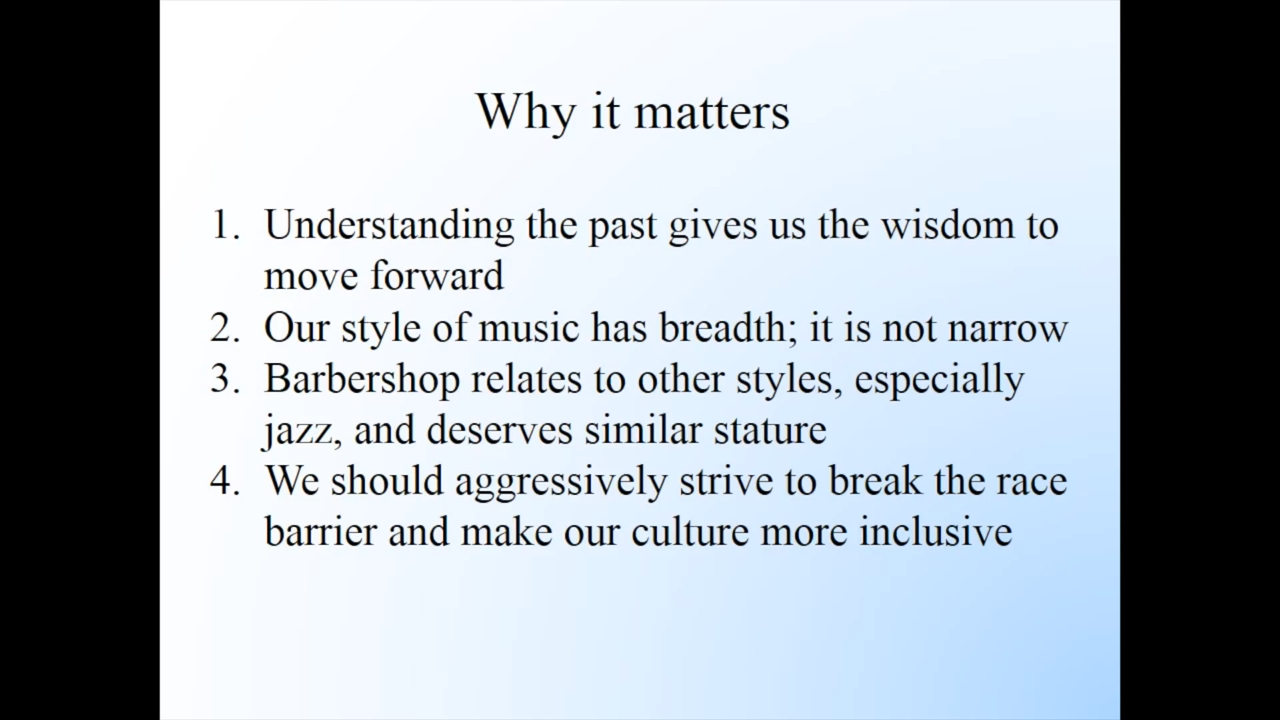 Why it matters
1. Understanding the past gives us the wisdom to
move forward
2. Our style of music has breadth; it is not narrow
3. Barbershop relates to other styles, especially
jazz, and deserves similar stature
4. We should aggressively strive to break the race
barrier and make our culture more inclusive